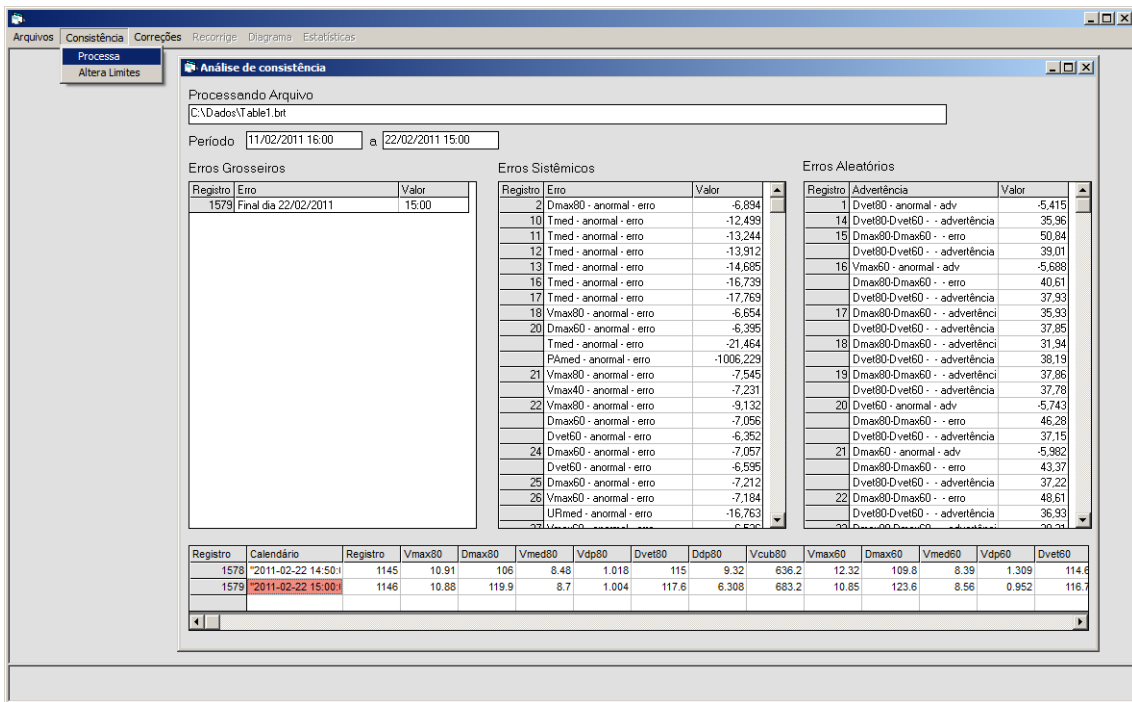 Arquivos Consistência Correções Recorrige Diagrama Estatísticas
Processa
Altera Limites
Análise de consistência
Processando Arquivo
C:\Dados\Table1.brt
Período 11/02/2011 16:00 a 22/02/2011 15:00
Erros Grosseiros
Registro Erro Valor
1579 Final dia 22/02/2011 15:00
Erros Sistêmicos
Registro Erro Valor
2 Dmax80 - anormal - erro -6,894
10 Tmed - anormal - erro -12,499
11 Tmed - anormal - erro -13,244
12 Tmed - anormal - erro -13,912
13 Tmed - anormal - erro -14,685
16 Tmed - anormal - erro -16,739
17 Tmed - anormal - erro -17,769
18 Vmax80 - anormal - erro -6,654
20 Dmax60 - anormal - erro -6,395
Tmed - anormal - erro -21,464
PAmed - anormal - erro -1006,229
21 Vmax80 - anormal - erro -7,545
Vmax40 - anormal - erro -7,231
22 Vmax80 - anormal - erro -9,132
Dmax60 - anormal - erro -7,056
Dvet60 - anormal - erro -6,352
24 Dmax60 - anormal - erro -7,057
Dvet60 - anormal - erro -6,595
25 Dmax60 - anormal - erro -7,212
26 Vmax60 - anormal - erro -7,184
URmed - anormal - erro -16,763
Erros Aleatórios
Registro Advertência Valor
1 Dvet80 - anormal - adv -5,415
14 Dvet80-Dvet60 - - advertência 35,96
15 Dmax80-Dmax60 - - erro 50,84
Dvet80-Dvet60 - - advertência 39,01
16 Vmax60 - anormal - adv -5,688
Dmax80-Dmax60 - - erro 40,61
Dvet80-Dvet60 - - advertência 37,93
17 Dmax80-Dmax60 - - advertênci 35,93
Dvet80-Dvet60 - - advertência 37,85
18 Dmax80-Dmax60 - - advertênci 31,94
Dvet80-Dvet60 - - advertência 38,19
19 Dmax80-Dmax60 - - advertênci 37,86
Dvet80-Dvet60 - - advertência 37,78
20 Dvet60 - anormal - adv -5,743
Dmax80-Dmax60 - - erro 46,28
Dvet80-Dvet60 - - advertência 37,15
21 Dmax60 - anormal - adv -5,982
Dmax80-Dmax60 - - erro 43,37
Dvet80-Dvet60 - - advertência 37,22
22 Dmax80-Dmax60 - - erro 48,61
Dvet80-Dvet60 - - advertência 36,93
Registro Calendário Registro Vmax80 Dmax80 Vmed80 Vdp80 Dvet80 Ddp80 Vcub80 Vmax60 Dmax60 Vmed60 Vdp60 Dvet60
1578 "2011-02-22 14:50:( 1145 10.91 106 8.48 1.018 115 9.32 636.2 12.32 109.8 8.39 1.309 114.6
1579 "2011-02-22 15:00:( 1146 10.88 119.9 8.7 1.004 117.6 6.308 683.2 10.85 123.6 8.56 0.952 116.7